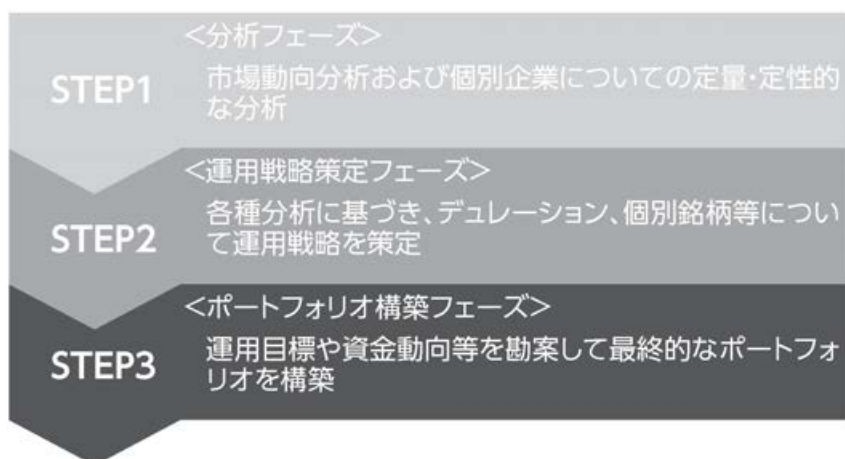 <分析フェーズ>
STEP1
市場動向分析および個別企業についての定量・定性的
な分析
<運用戦略策定フェーズ>
STEP2
各種分析に基づき、デュレーション、個別銘柄等につい
て運用戦略を策定
<ポートフォリオ構築フェーズ>
STEP3
運用目標や資金動向等を勘案して最終的なポートフォ
リオを構築